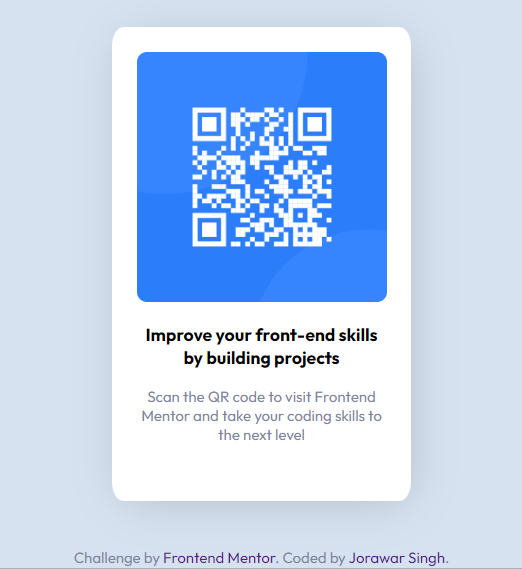 Improve your front-end skills
by building projects
Scan the QR code to visit Frontend
Mentor and take your coding skills to
the next level
Challenge by Frontend Mentor. Coded by Jorawar Singh.